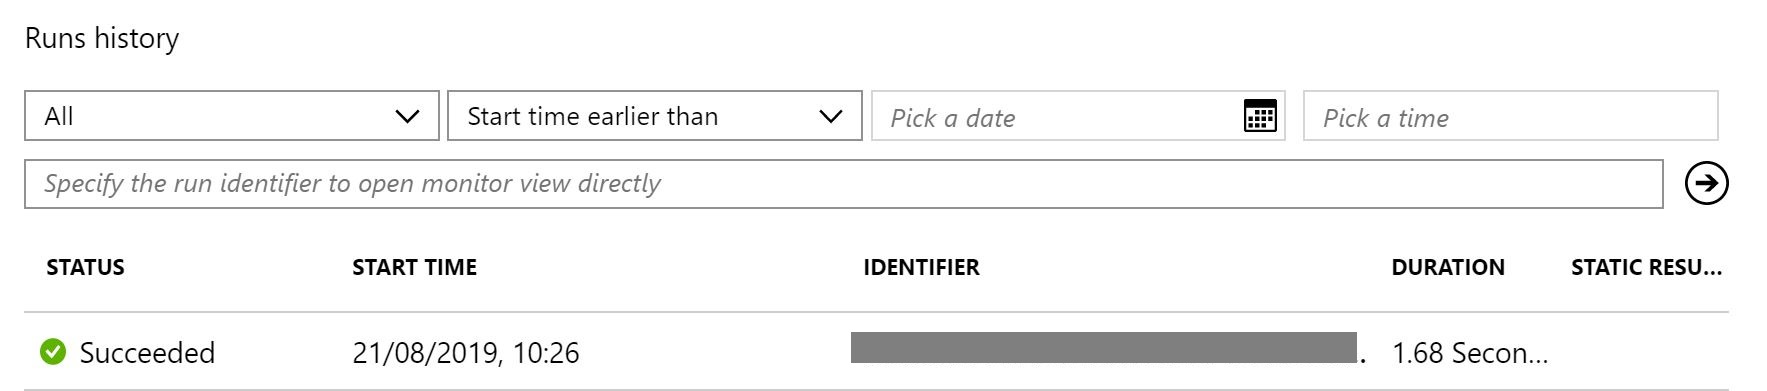 Runs history
All Start time earlier than Pick a date Pick a time
Specify the run identifier to open monitor view directly
STATUS START TIME IDENTIFIER DURATION STATIC RESU...
Succeeded 21/08/2019, 10:26 . 1.68 Secon...